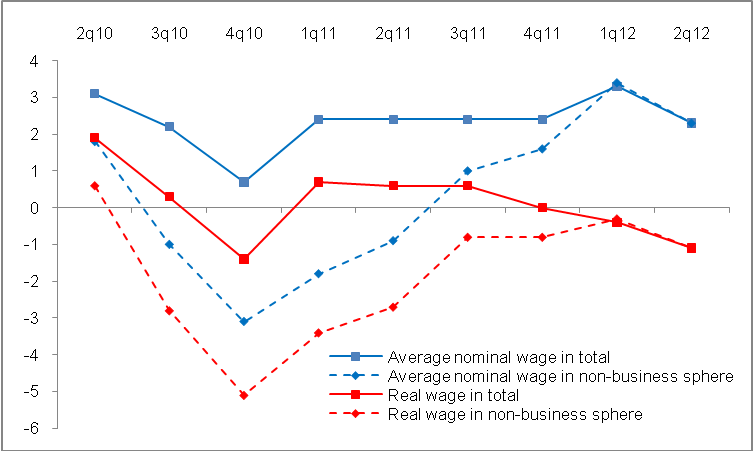 2q10 3q10 4q10 1q11 2q11 3q11 4q11 1q12 2q12
4
3
2
1
0
-1
-2
-3
-4
-5
-6
Average nominal wage in total
Average nominal wage in non-business sphere
Real wage in total
Real wage in non-business sphere